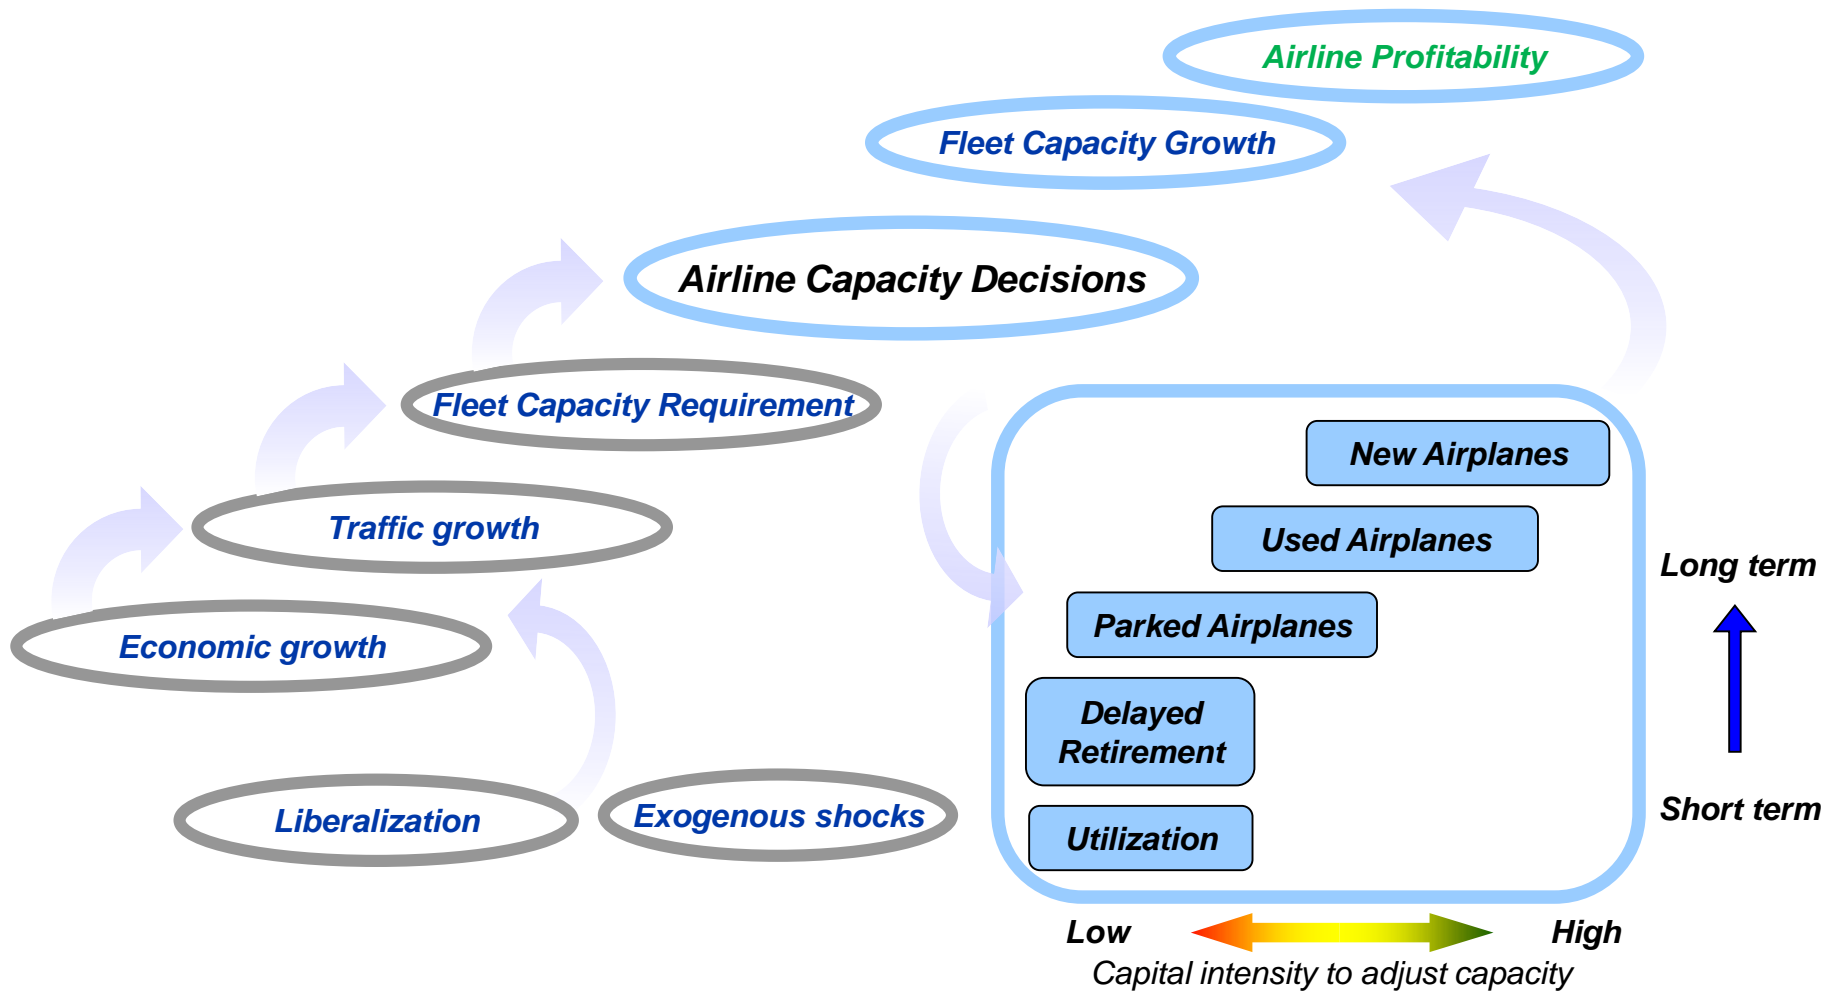 Airline Profitability
Fleet Capacity Growth
Airline Capacity Decisions
Fleet Capacity Requirement
Traffic growth
Economic growth
Liberalization
Exogenous shocks
New Airplanes
Used Airplanes
Parked Airplanes
Delayed
Retirement
Utilization
Long term
Short term
Low
High
Capital intensity to adjust capacity